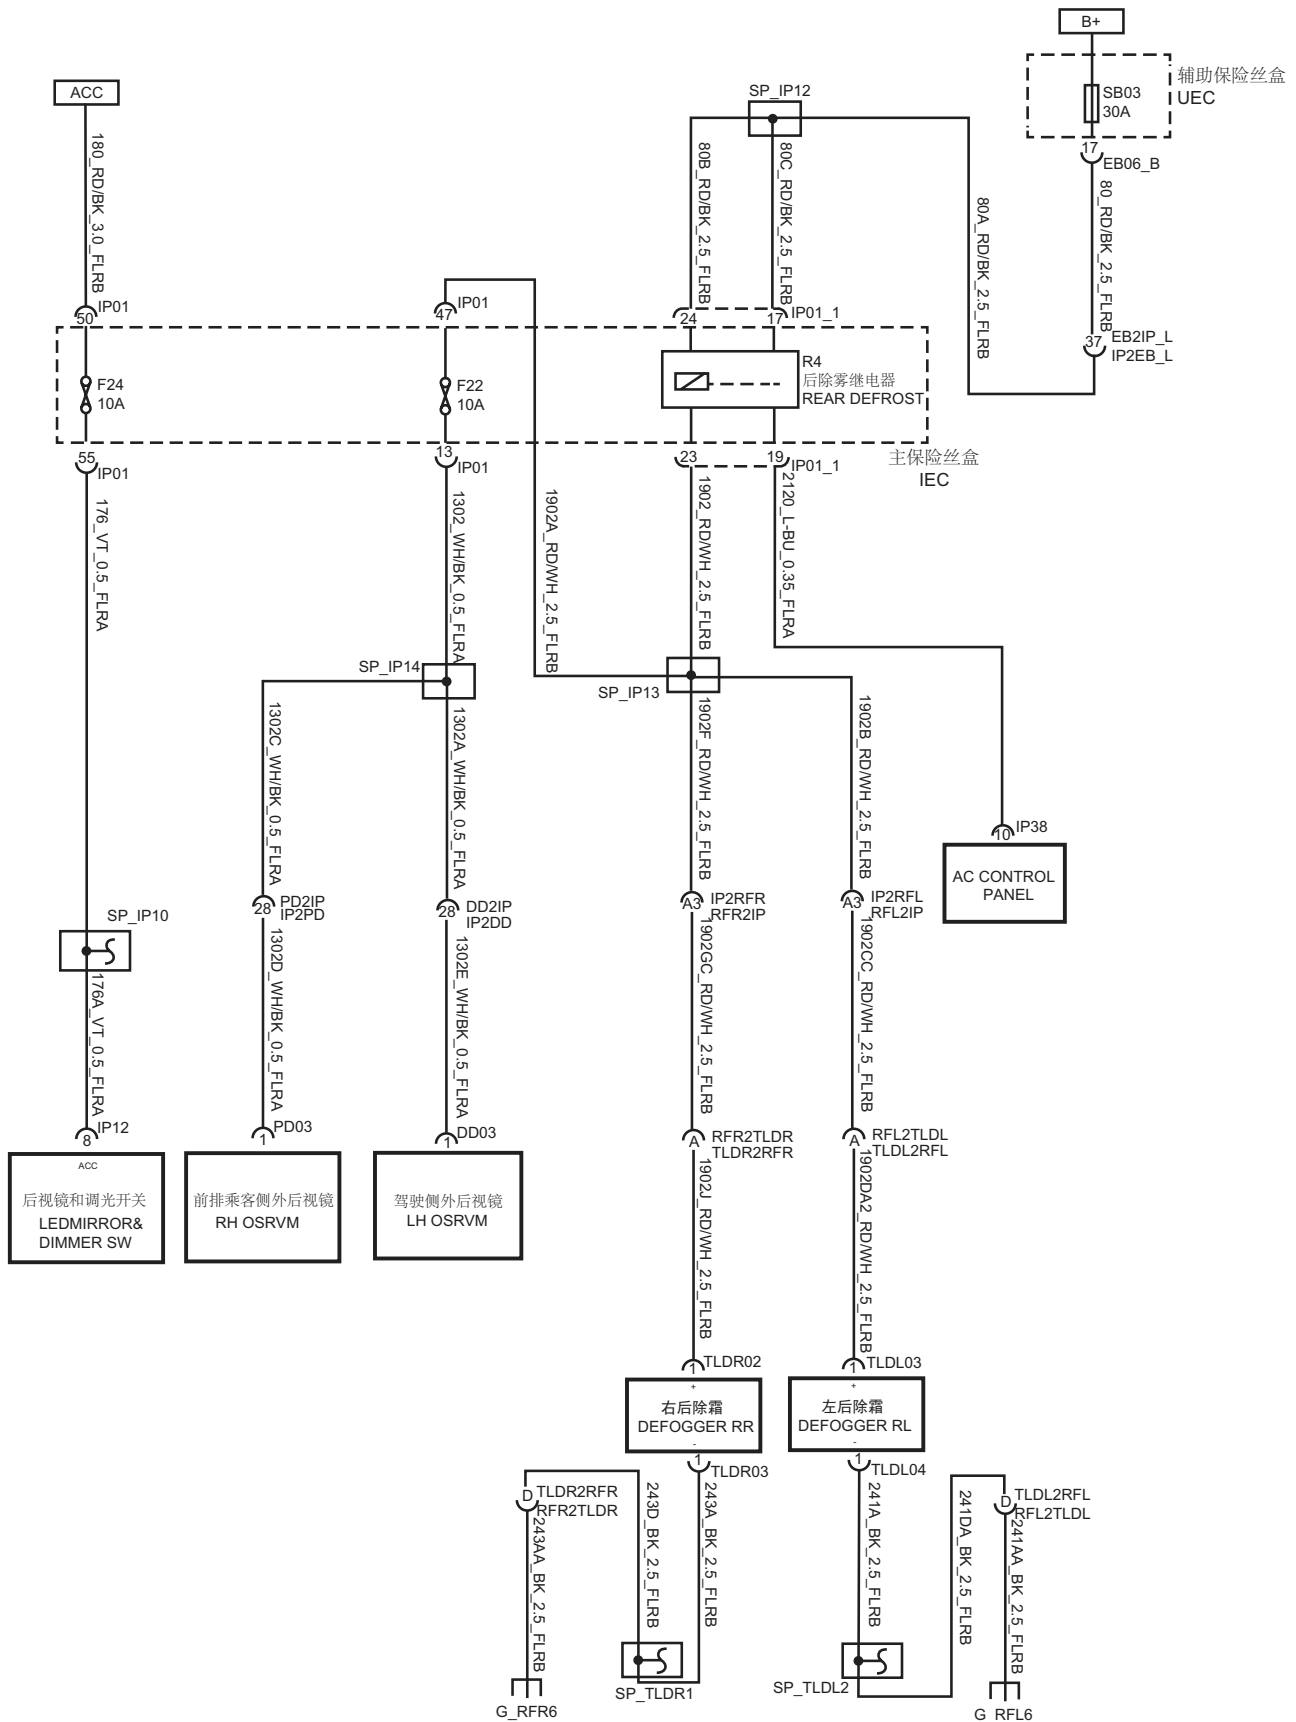 B+
辅助保险丝盒
UEC
SB03
30A
17
EB06_B
80_RD/BK_2.5_FLRB
37
EB2IP_L
IP2EB_L
ACC
180_RD/BK_3.0_FLRB
SP_IP12
80B_RD/BK_2.5_FLRB
80C_RD/BK_2.5_FLRB
80A_RD/BK_2.5_FLRB
50
IP01
47
IP01
24
17
IP01_1
F24
10A
F22
10A
R4
后除雾继电器
REAR DEFROST
55
IP01
13
IP01
23
19
IP01_1
主保险丝盒
IEC
176_VT_0.5_FLRA
1302_WH/BK_0.5_FLRA
1902A_RD/WH_2.5_FLRB
1902_RD/WH_2.5_FLRB
2120_L-BU_0.35_FLRA
SP_IP14
SP_IP13
1302C_WH/BK_0.5_FLRA
1302A_WH/BK_0.5_FLRA
1902F_RD/WH_2.5_FLRB
1902B_RD/WH_2.5_FLRB
10
IP38
AC CONTROL
PANEL
SP_IP10
28
PD2IP
IP2PD
28
DD2IP
IP2DD
A3
IP2RFR
RFR2IP
A3
IP2RFL
RFL2IP
176A_VT_0.5_FLRA
1302D_WH/BK_0.5_FLRA
1302E_WH/BK_0.5_FLRA
1902GC_RD/WH_2.5_FLRB
1902CC_RD/WH_2.5_FLRB
8
IP12
1
PD03
1
DD03
A
RFR2TLDR
TLDR2RFR
A
RFL2TLDL
TLDL2RFL
ACC
后视镜和调光开关
LEDMIRROR&
DIMMER SW
前排乘客侧外后视镜
RH OSRVM
驾驶侧外后视镜
LH OSRVM
1902J_RD/WH_2.5_FLRB
1902DA2_RD/WH_2.5_FLRB
1
TLDR02
1
TLDL03
+
右后除霜
DEFOGGER RR
-
+
左后除霜
DEFOGGER RL
-
1
TLDR03
1
TLDL04
D
TLDR2RFR
RFR2TLDR
D
TLDL2RFL
RFL2TLDL
243AA_BK_2.5_FLRB
243D_BK_2.5_FLRB
243A_BK_2.5_FLRB
241A_BK_2.5_FLRB
241DA_BK_2.5_FLRB
241AA_BK_2.5_FLRB
G_RFR6
SP_TLDR1
SP_TLDL2
G RFL6